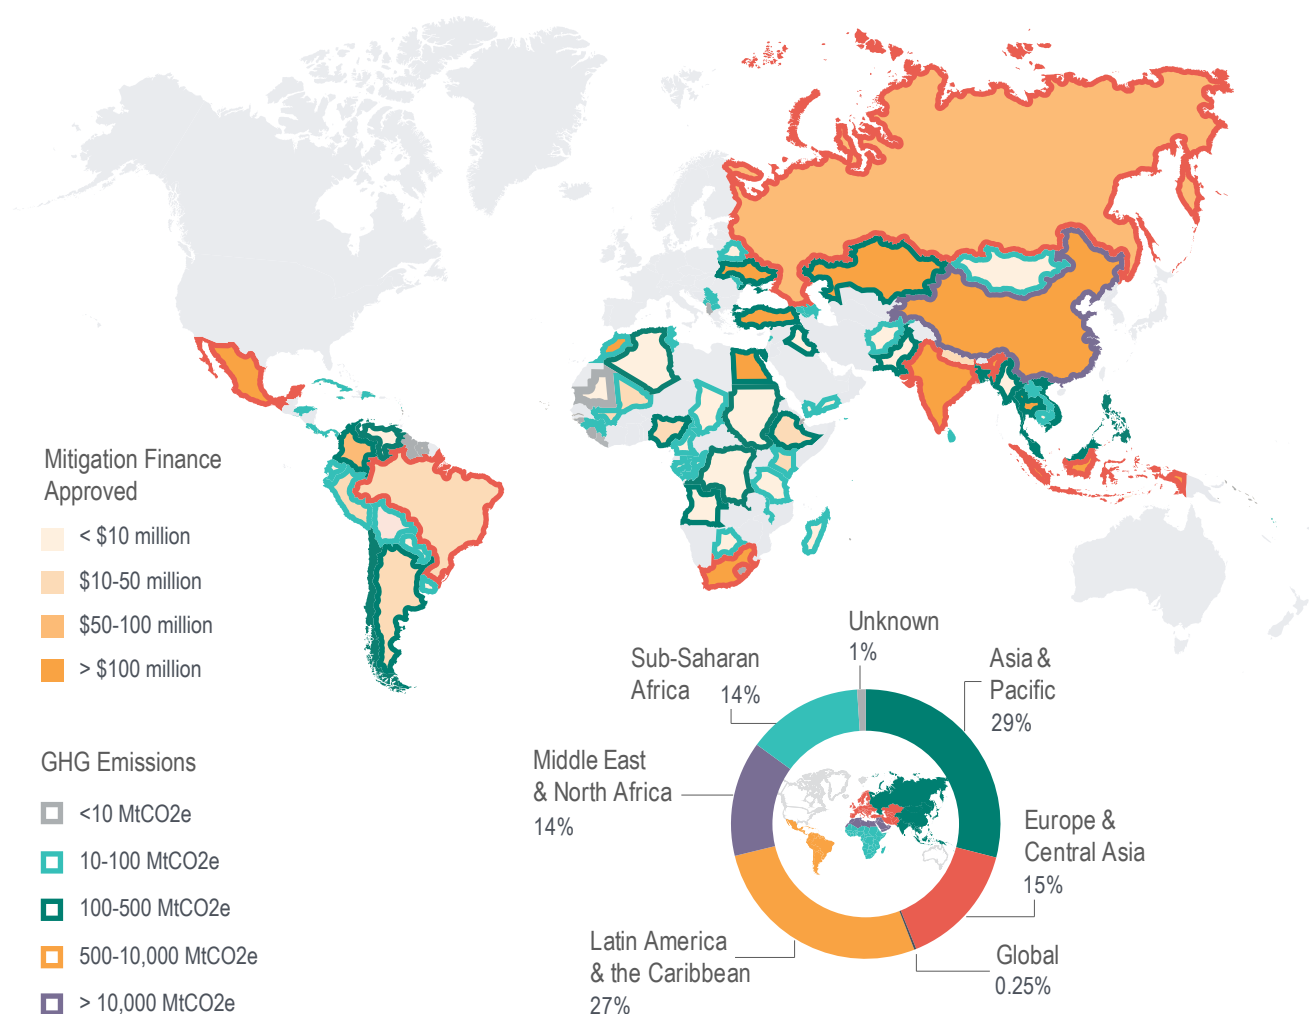 Mitigation Finance
Approved
< $10 million
$10-50 million
$50-100 million
> $100 million
GHG Emissions
<10 MtCO2e
10-100 MtCO2e
100-500 MtCO2e
500-10,000 MtCO2e
> 10,000 MtCO2e
Unknown
1%
Sub-Saharan
Africa 14%
Asia &
Pacific
29%
Middle East
& North Africa
14%
Europe &
Central Asia
15%
Latin America
& the Caribbean
27%
Global
0.25%